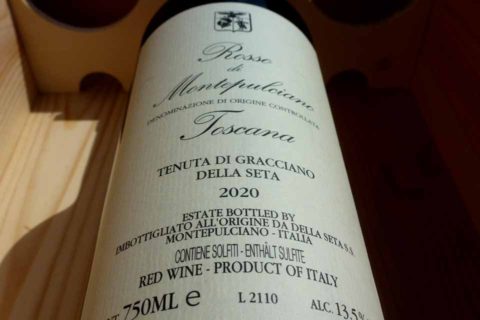 Rosso
di
Montepulciano
DENOMINAZIONE DI ORIGINE CONTROLLATA
Toscana
TENUTA DI GRACCIANO
DELLA SETA
2020
ESTATE BOTTLED BY
IMBOTTIGLIATO ALL'ORIGINE DA DELLA SETA S.S.
MONTEPULCIANO - ITALIA
CONTIENE SOLFITI - ENTHÄLT SULFITE
RED WINE - PRODUCT OF ITALY
750ML e L 2110 ALC. 13,5%